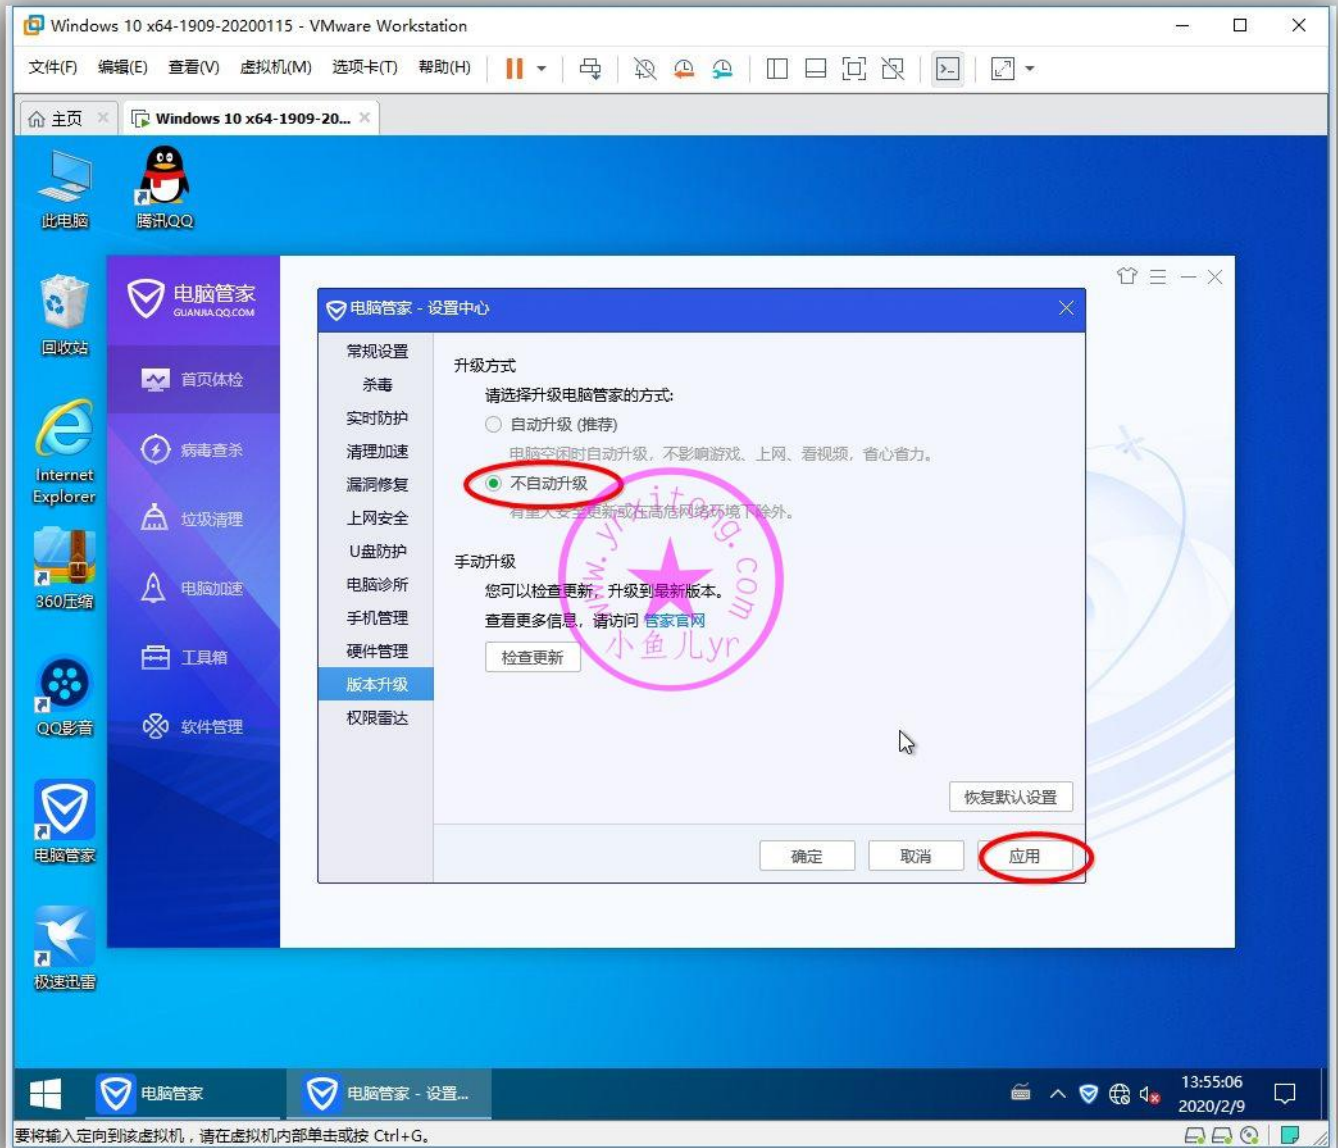 Windows 10 x64-1909-20200115 - VMware Workstation
文件(F) 编辑(E) 查看(V) 虚拟机(M) 选项卡(T) 帮助(H)
主页
Windows 10 x64-1909-20...
此电脑
腾讯QQ
回收站
Internet
Explorer
360压缩
QQ影音
电脑管家
极速迅雷
电脑管家
GUANJIA.QQ.COM
首页体检
病毒查杀
垃圾清理
电脑加速
工具箱
软件管理
电脑管家 - 设置中心
常规设置
杀毒
实时防护
清理加速
漏洞修复
上网安全
U盘防护
电脑诊所
手机管理
硬件管理
版本升级
权限雷达
升级方式
请选择升级电脑管家的方式:
自动升级 (推荐)
电脑空闲时自动升级，不影响游戏、上网、看视频，省心省力。
不自动升级
有重大安全更新或在高危网络环境下除外。
手动升级
您可以检查更新，升级到最新版本。
查看更多信息，请访问 管家官网
检查更新
www.yrxitong.com
小鱼儿yr
恢复默认设置
确定
取消
应用
电脑管家
电脑管家 - 设置...
13:55:06
2020/2/9
要将输入定向到该虚拟机，请在虚拟机内部单击或按 Ctrl+G。